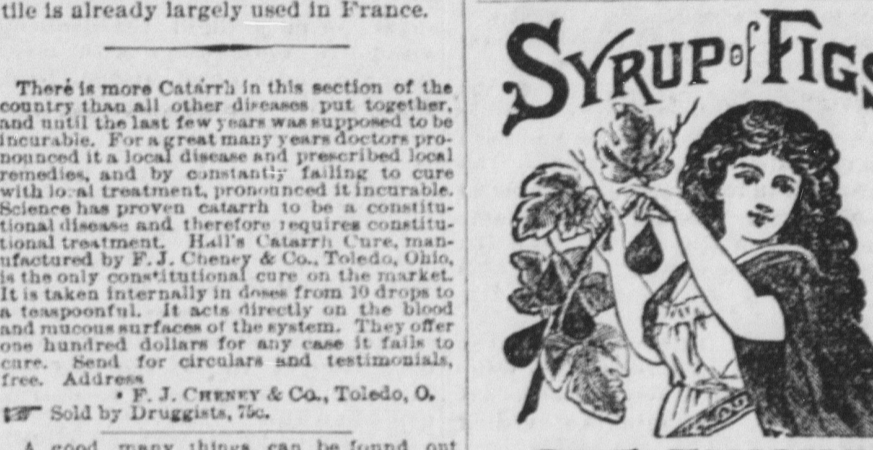 tile is already largely used in France.
There is more Catarrh in this section of the
country than all other diseases put together,
and until the last few years was supposed to be
incurable. For a great many years doctors pro-
nounced it a local disease and prescribed local
remedies, and by constantly failing to cure
with local treatment, pronounced it incurable.
Science has proven catarrh to be a constitu-
tional disease and therefore requires constitu-
tional treatment. Hall's Catarrh Cure, man-
ufactured by F. J. Cheney & Co., Toledo, Ohio,
is the only constitutional cure on the market.
It is taken internally in doses from 10 drops to
a teaspoonful. It acts directly on the blood
and mucous surfaces of the system. They offer
one hundred dollars for any case it fails to
cure. Send for circulars and testimonials,
free. Address
F. J. CHENEY & Co., Toledo, O.
☞ Sold by Druggists, 75c.
A good many things can be found out
SYRUP of FIGS